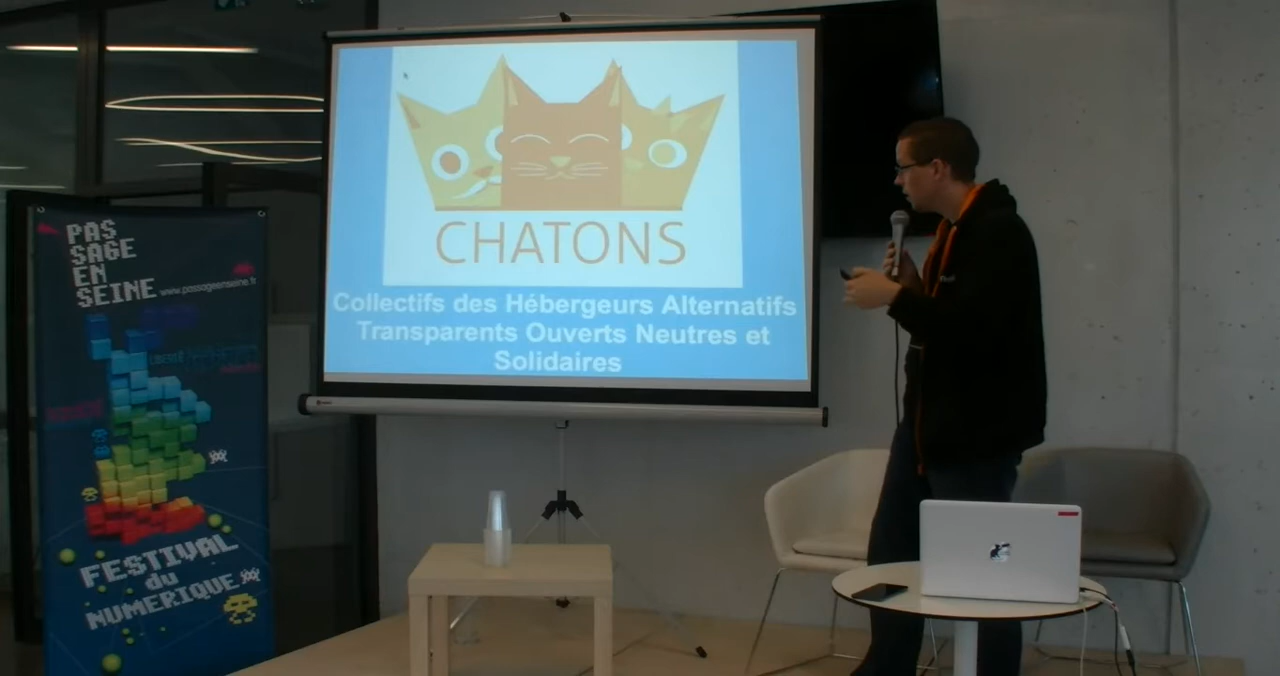 PAS
SAGE
EN
SEINE www.passageenseine.fr
FESTIVAL
du
NUMERIQUE
CHATONS
Collectifs des Hébergeurs Alternatifs
Transparents Ouverts Neutres et
Solidaires